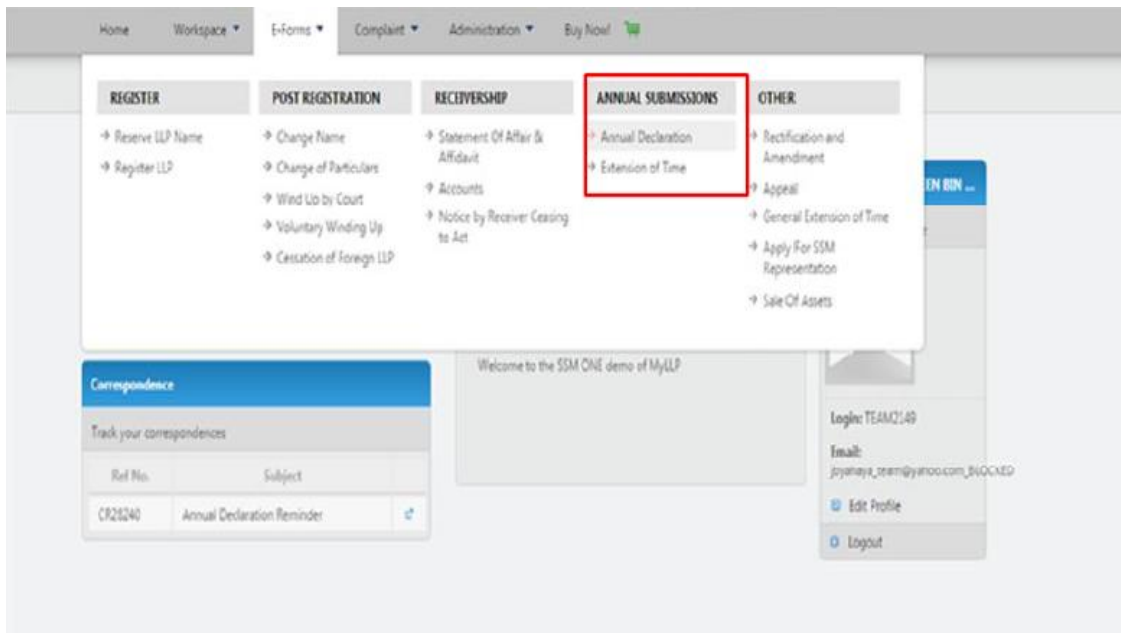 Home Workspace E-Forms Complaint Administration Buy Now!
REGISTER
Reserve LLP Name
Register LLP
POST REGISTRATION
Change Name
Change of Particulars
Wind Up by Court
Voluntary Winding Up
Cessation of Foreign LLP
RECEIVERSHIP
Statement Of Affair &
Affidavit
Accounts
Notice by Receiver Ceasing
to Act
ANNUAL SUBMISSIONS
Annual Declaration
Extension of Time
OTHER
Rectification and
Amendment
Appeal
General Extension of Time
Apply For SSM
Representation
Sale Of Assets
EN BIN ...
Welcome to the SSM ONE demo of MyLLP
Correspondence
Track your correspondences
Ref No. Subject
CR28240 Annual Declaration Reminder
Login: TEAM2149
Email:
Edit Profile
Logout